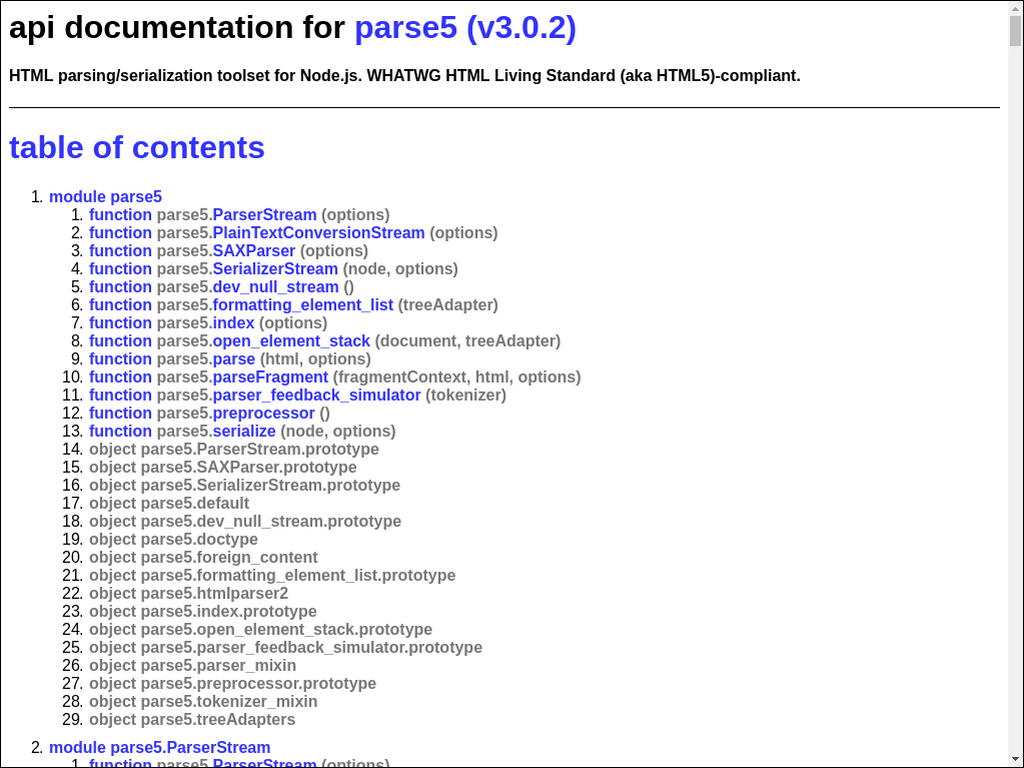 api documentation for parse5 (v3.0.2)
HTML parsing/serialization toolset for Node.js. WHATWG HTML Living Standard (aka HTML5)-compliant.
table of contents
1. module parse5
1. function parse5.ParserStream (options)
2. function parse5.PlainTextConversionStream (options)
3. function parse5.SAXParser (options)
4. function parse5.SerializerStream (node, options)
5. function parse5.dev_null_stream ()
6. function parse5.formatting_element_list (treeAdapter)
7. function parse5.index (options)
8. function parse5.open_element_stack (document, treeAdapter)
9. function parse5.parse (html, options)
10. function parse5.parseFragment (fragmentContext, html, options)
11. function parse5.parser_feedback_simulator (tokenizer)
12. function parse5.preprocessor ()
13. function parse5.serialize (node, options)
14. object parse5.ParserStream.prototype
15. object parse5.SAXParser.prototype
16. object parse5.SerializerStream.prototype
17. object parse5.default
18. object parse5.dev_null_stream.prototype
19. object parse5.doctype
20. object parse5.foreign_content
21. object parse5.formatting_element_list.prototype
22. object parse5.htmlparser2
23. object parse5.index.prototype
24. object parse5.open_element_stack.prototype
25. object parse5.parser_feedback_simulator.prototype
26. object parse5.parser_mixin
27. object parse5.preprocessor.prototype
28. object parse5.tokenizer_mixin
29. object parse5.treeAdapters
2. module parse5.ParserStream
1. function parse5.ParserStream (options)